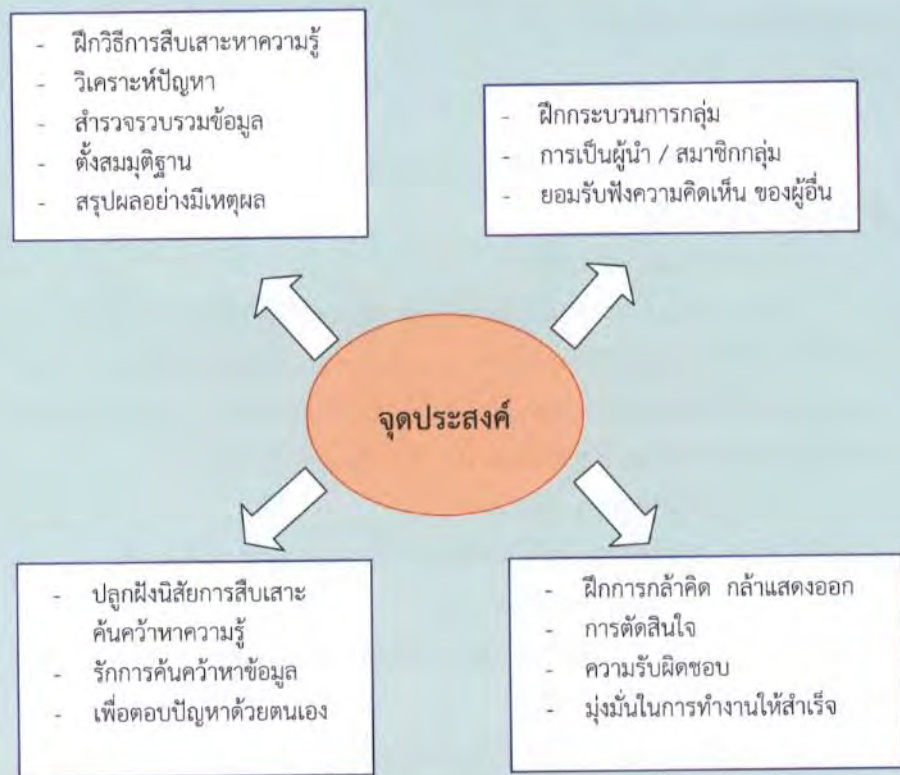 - ฝึกวิธีการสืบเสาะหาความรู้
- วิเคราะห์ปัญหา
- สำรวจรวบรวมข้อมูล
- ตั้งสมมุติฐาน
- สรุปผลอย่างมีเหตุผล
- ฝึกกระบวนการกลุ่ม
- การเป็นผู้นำ / สมาชิกกลุ่ม
- ยอมรับฟังความคิดเห็น ของผู้อื่น
จุดประสงค์
- ปลูกฝังนิสัยการสืบเสาะ
ค้นคว้าหาความรู้
- รักการค้นคว้าหาข้อมูล
- เพื่อตอบปัญหาด้วยตนเอง
- ฝึกการกล้าคิด กล้าแสดงออก
- การตัดสินใจ
- ความรับผิดชอบ
- มุ่งมั่นในการทำงานให้สำเร็จ